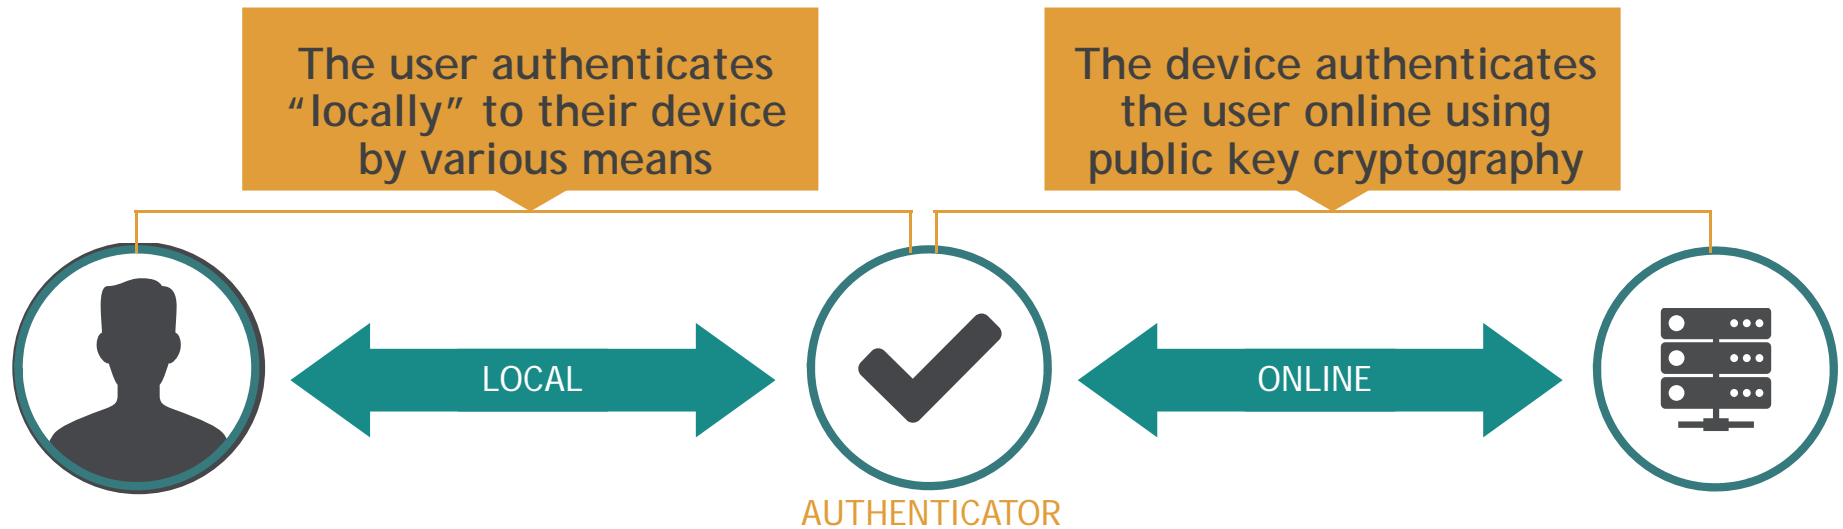 The user authenticates
“locally” to their device
by various means
The device authenticates
the user online using
public key cryptography
LOCAL
ONLINE
AUTHENTICATOR